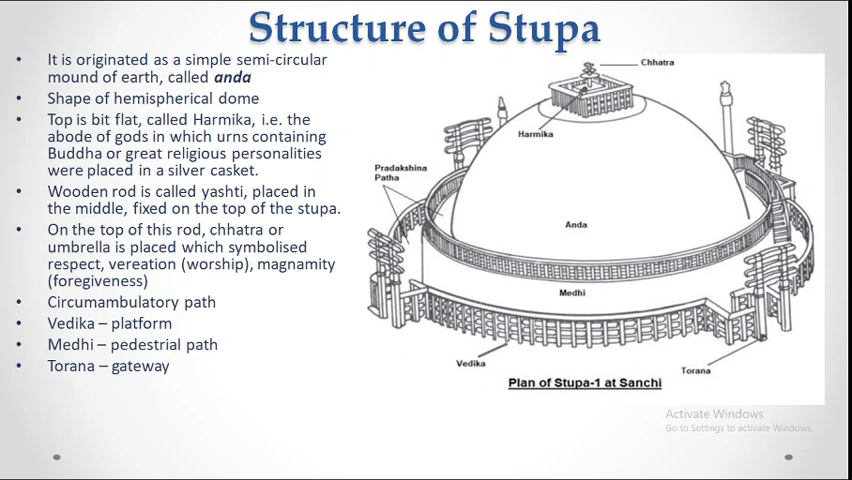 Structure of Stupa
• It is originated as a simple semi-circular
mound of earth, called anda
• Shape of hemispherical dome
• Top is bit flat, called Harmika, i.e. the
abode of gods in which urns containing
Buddha or great religious personalities
were placed in a silver casket.
• Wooden rod is called yashti, placed in
the middle, fixed on the top of the stupa.
• On the top of this rod, chhatra or
umbrella is placed which symbolised
respect, vereation (worship), magnamity
(foregiveness)
• Circumambulatory path
• Vedika – platform
• Medhi – pedestrial path
• Torana – gateway
Chhatra
Harmika
Pradakshina
Patha
Anda
Medhi
Vedika
Torana
Plan of Stupa-1 at Sanchi
Activate Windows
Go to Settings to activate Windows.